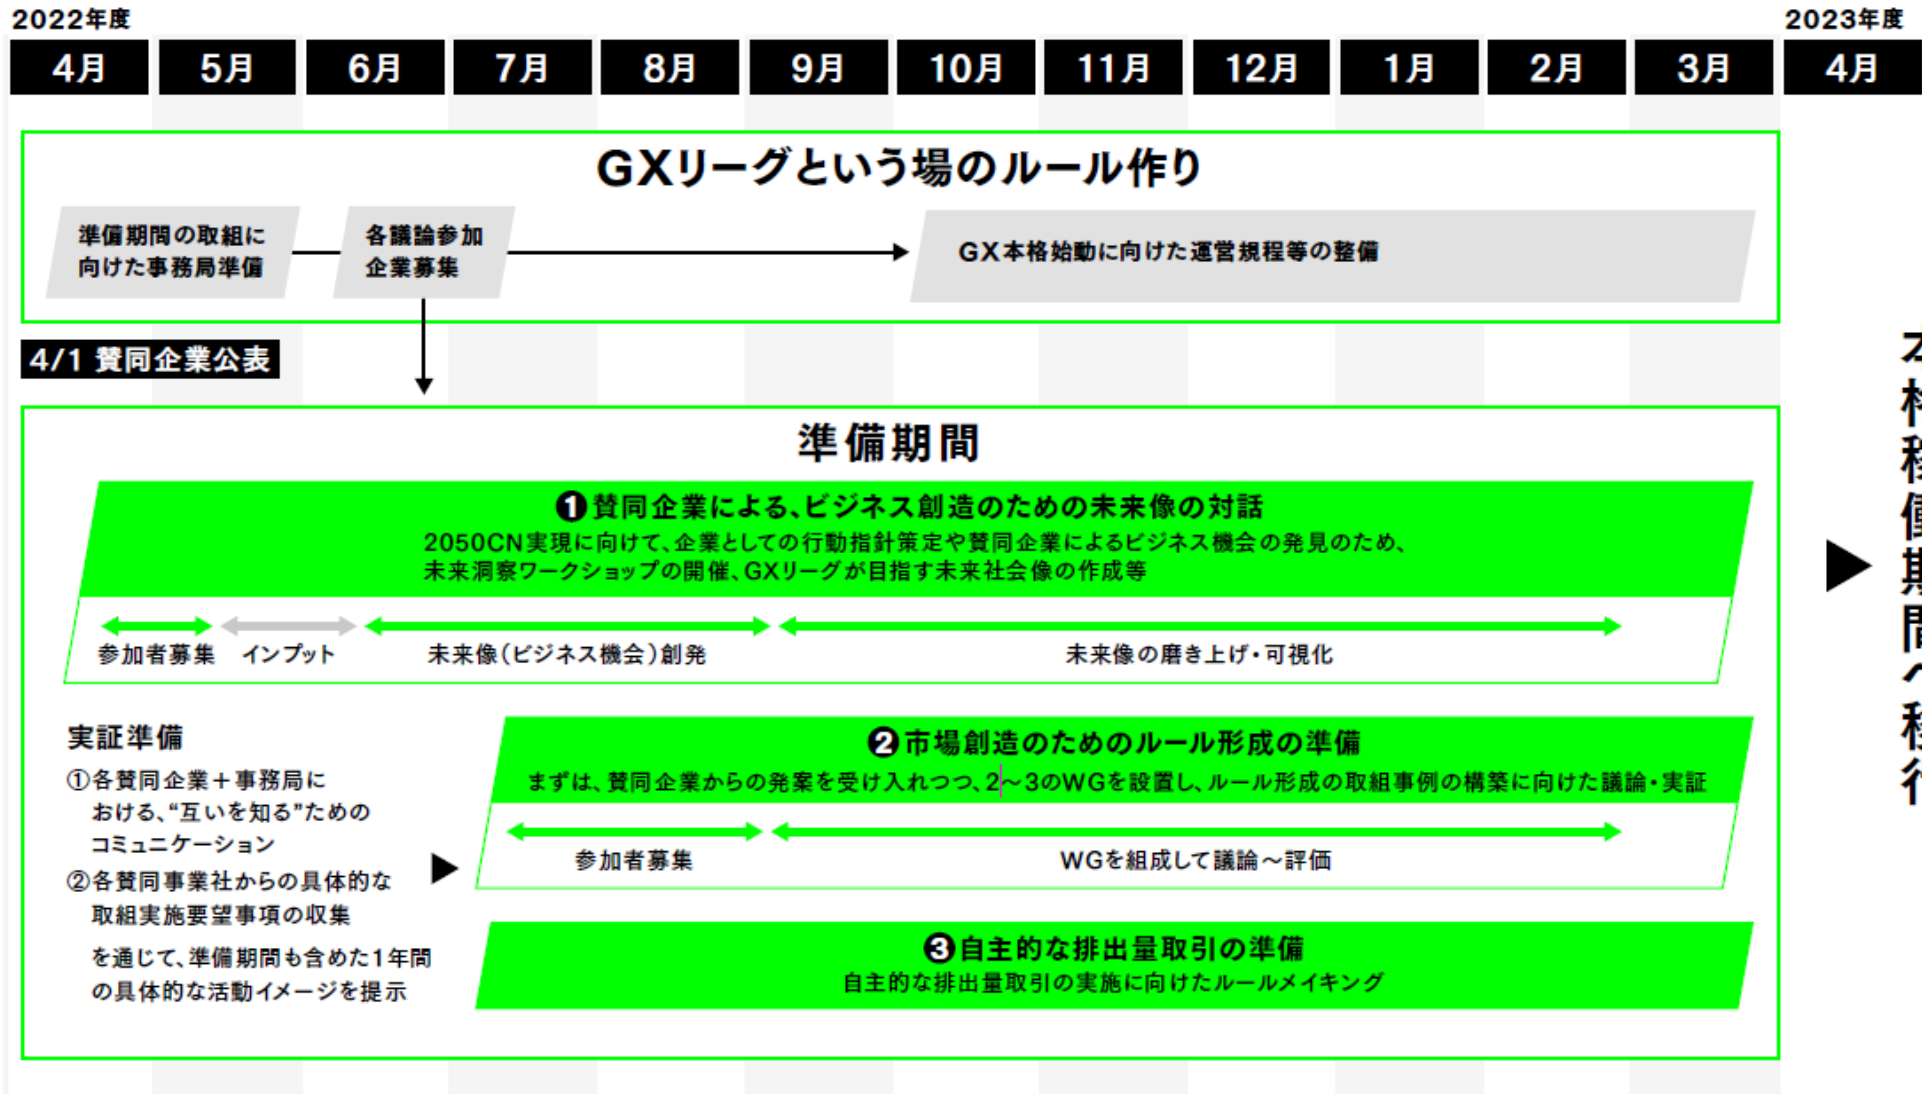 2022年度
2023年度
4月
5月
6月
7月
8月
9月
10月
11月
12月
1月
2月
3月
4月
GXリーグという場のルール作り
準備期間の取組に
向けた事務局準備
各議論参加
企業募集
GX本格始動に向けた運営規程等の整備
4/1 賛同企業公表
準備期間
❶賛同企業による、ビジネス創造のための未来像の対話
2050CN実現に向けて、企業としての行動指針策定や賛同企業によるビジネス機会の発見のため、
未来洞察ワークショップの開催、GXリーグが目指す未来社会像の作成等
参加者募集
インプット
未来像(ビジネス機会)創発
未来像の磨き上げ・可視化
実証準備
①各賛同企業＋事務局に
おける、“互いを知る”ための
コミュニケーション
②各賛同事業社からの具体的な
取組実施要望事項の収集
を通じて、準備期間も含めた1年間
の具体的な活動イメージを提示
❷市場創造のためのルール形成の準備
まずは、賛同企業からの発案を受け入れつつ、2～3のWGを設置し、ルール形成の取組事例の構築に向けた議論・実証
参加者募集
WGを組成して議論～評価
❸自主的な排出量取引の準備
自主的な排出量取引の実施に向けたルールメイキング
本格稼働期間へ移行